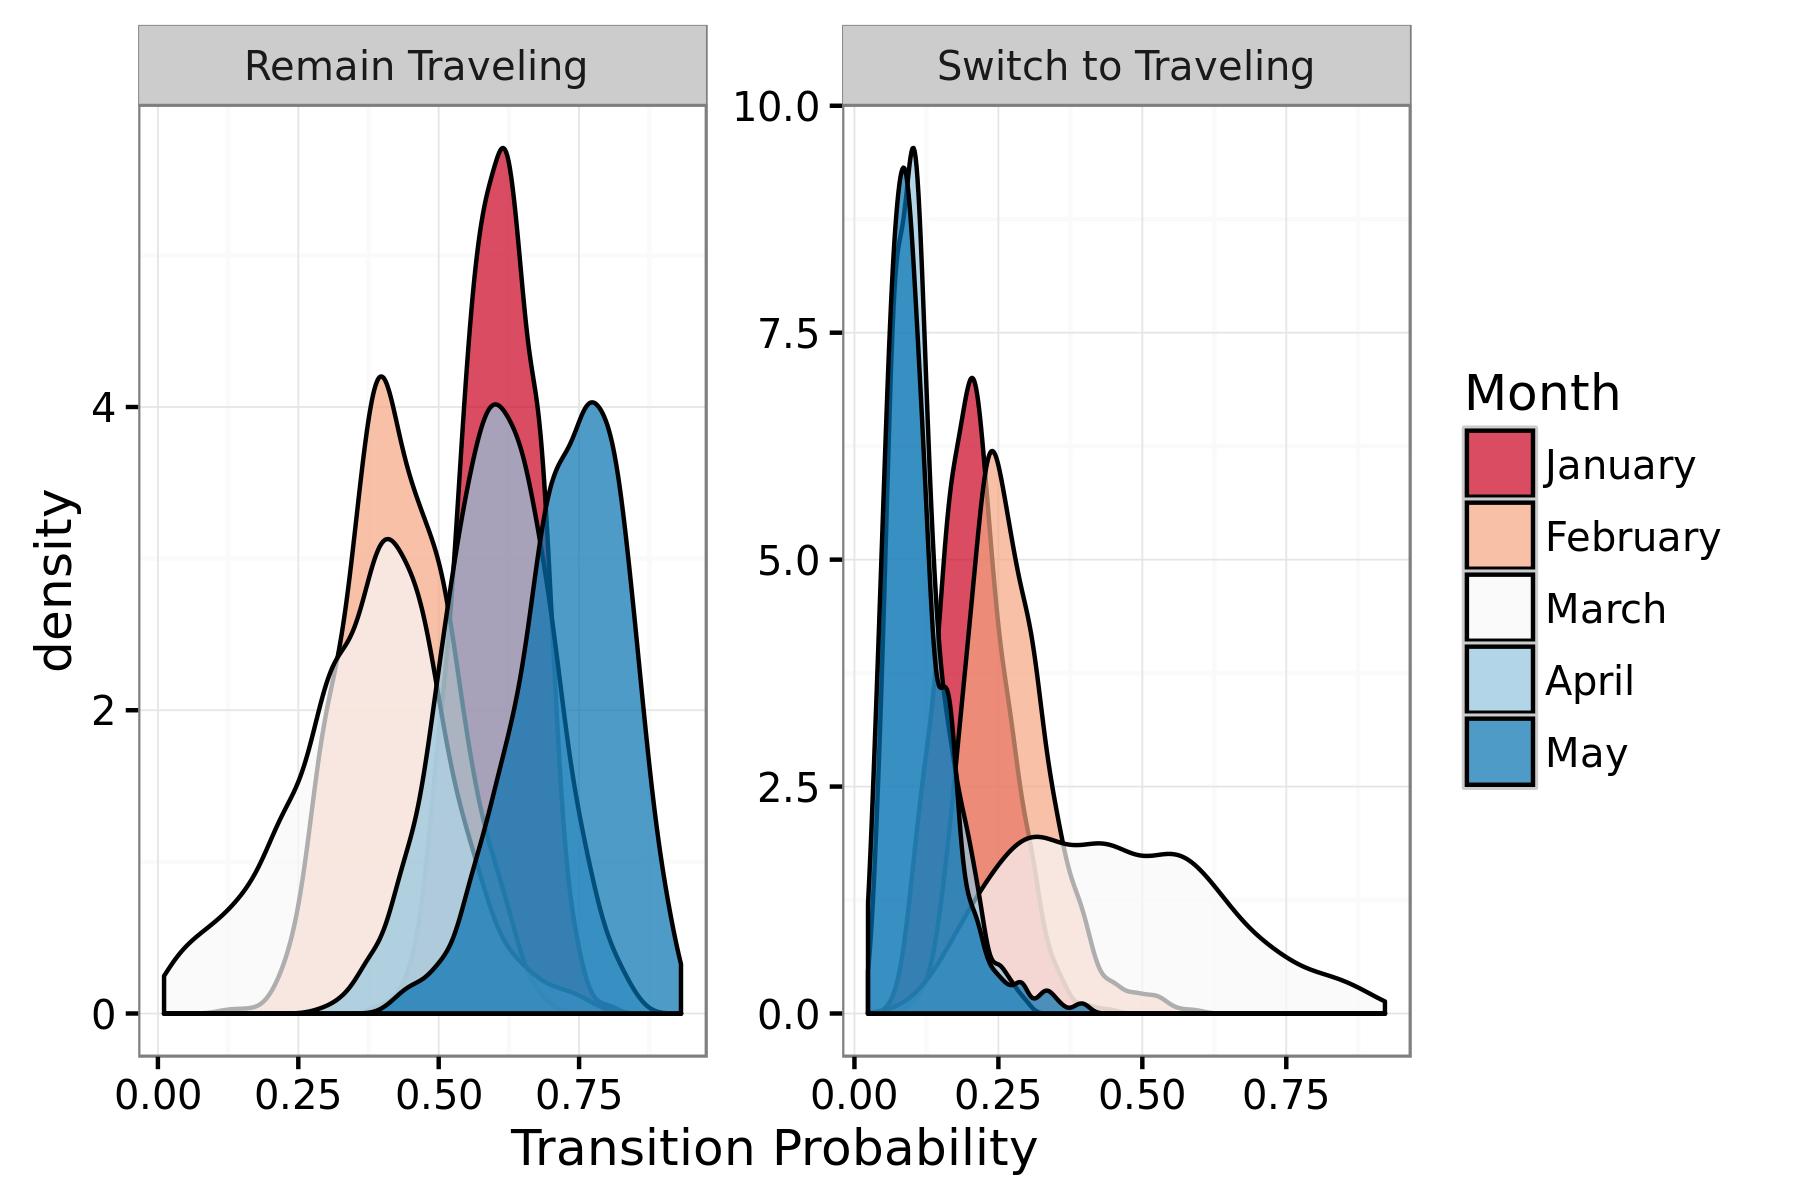 Remain Traveling
Switch to Traveling
density
4
2
0
10.0
7.5
5.0
2.5
0.0
0.00 0.25 0.50 0.75
0.00 0.25 0.50 0.75
Transition Probability
Month
January
February
March
April
May